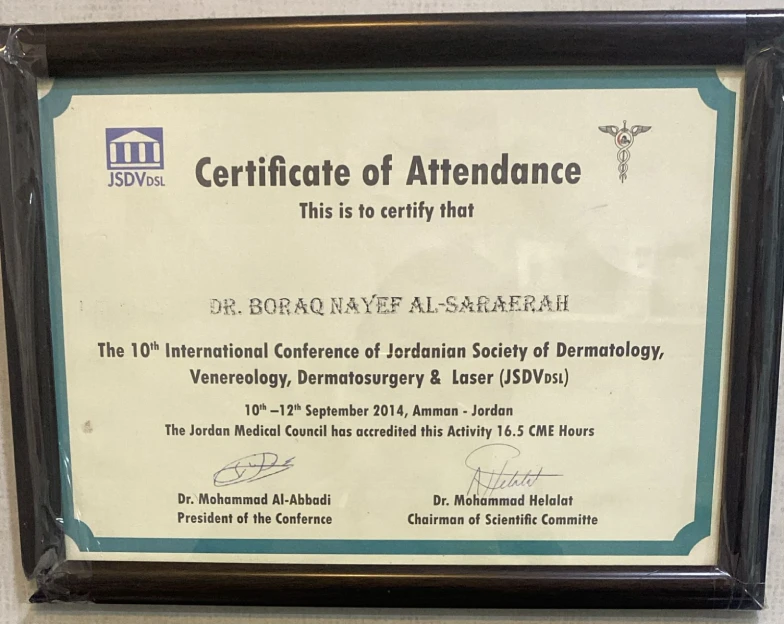 JSDVDSL
Certificate of Attendance
This is to certify that
DR. BORAQ NAYEF AL-SARAERAH
The 10th International Conference of Jordanian Society of Dermatology,
Venereology, Dermatosurgery & Laser (JSDVDSL)
10th –12th September 2014, Amman - Jordan
The Jordan Medical Council has accredited this Activity 16.5 CME Hours
Dr. Mohammad Al-Abbadi
President of the Confernce
AHelalat
Dr. Mohammad Helalat
Chairman of Scientific Committe